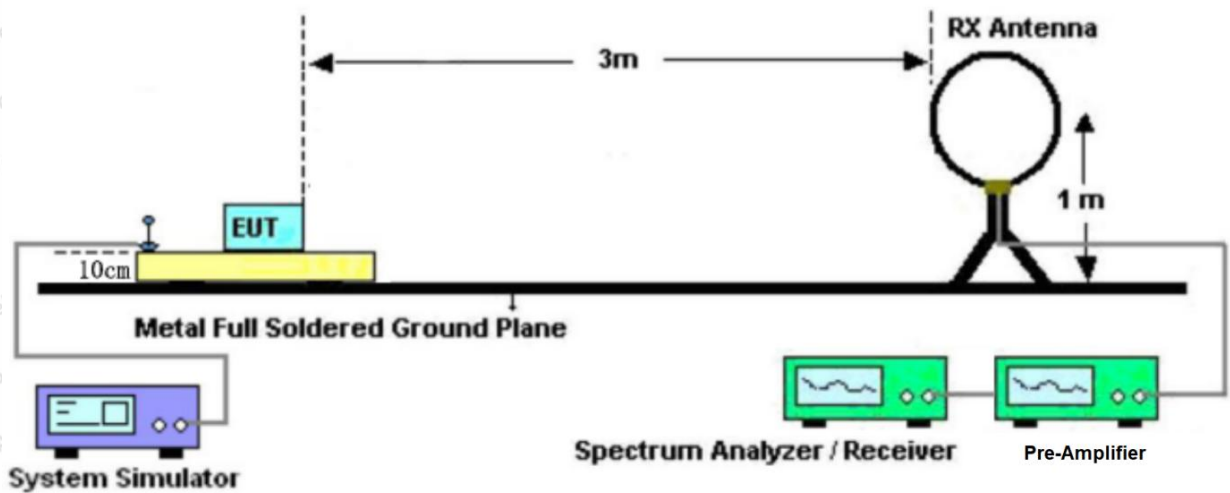 RX Antenna
3m
1 m
EUT
10cm
Metal Full Soldered Ground Plane
System Simulator
Spectrum Analyzer / Receiver
Pre-Amplifier